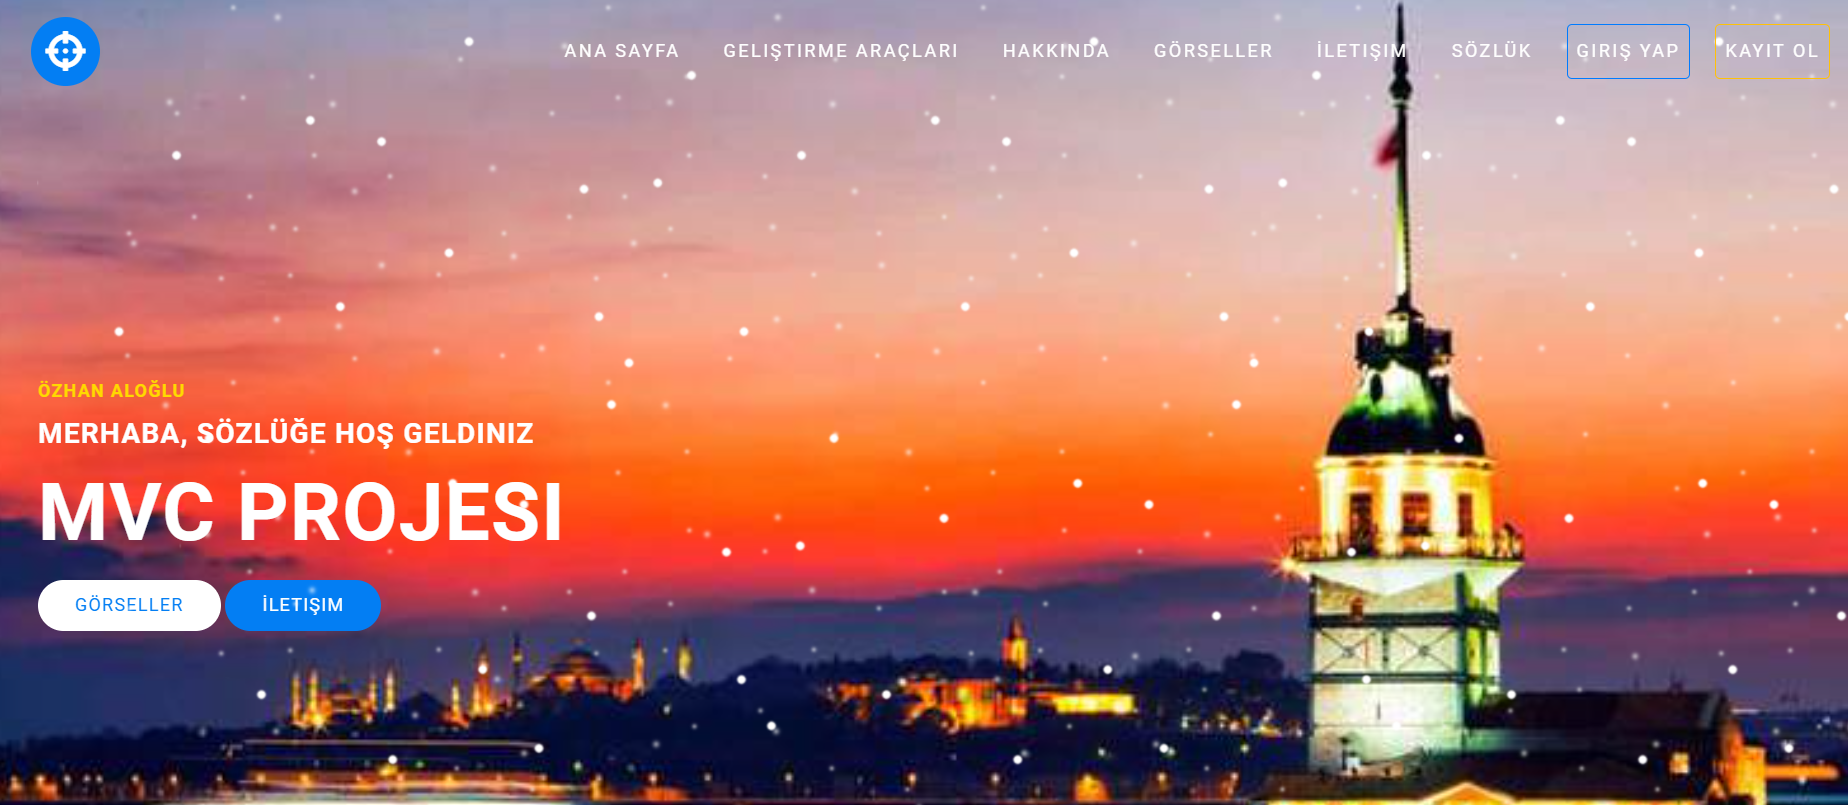 ANA SAYFA GELIŞTIRME ARAÇLARI HAKKINDA GÖRSELLER İLETIŞIM SÖZLÜK GIRIŞ YAP KAYIT OL
ÖZHAN ALOĞLU
MERHABA, SÖZLÜĞE HOŞ GELDINIZ
MVC PROJESI
GÖRSELLER İLETIŞIM